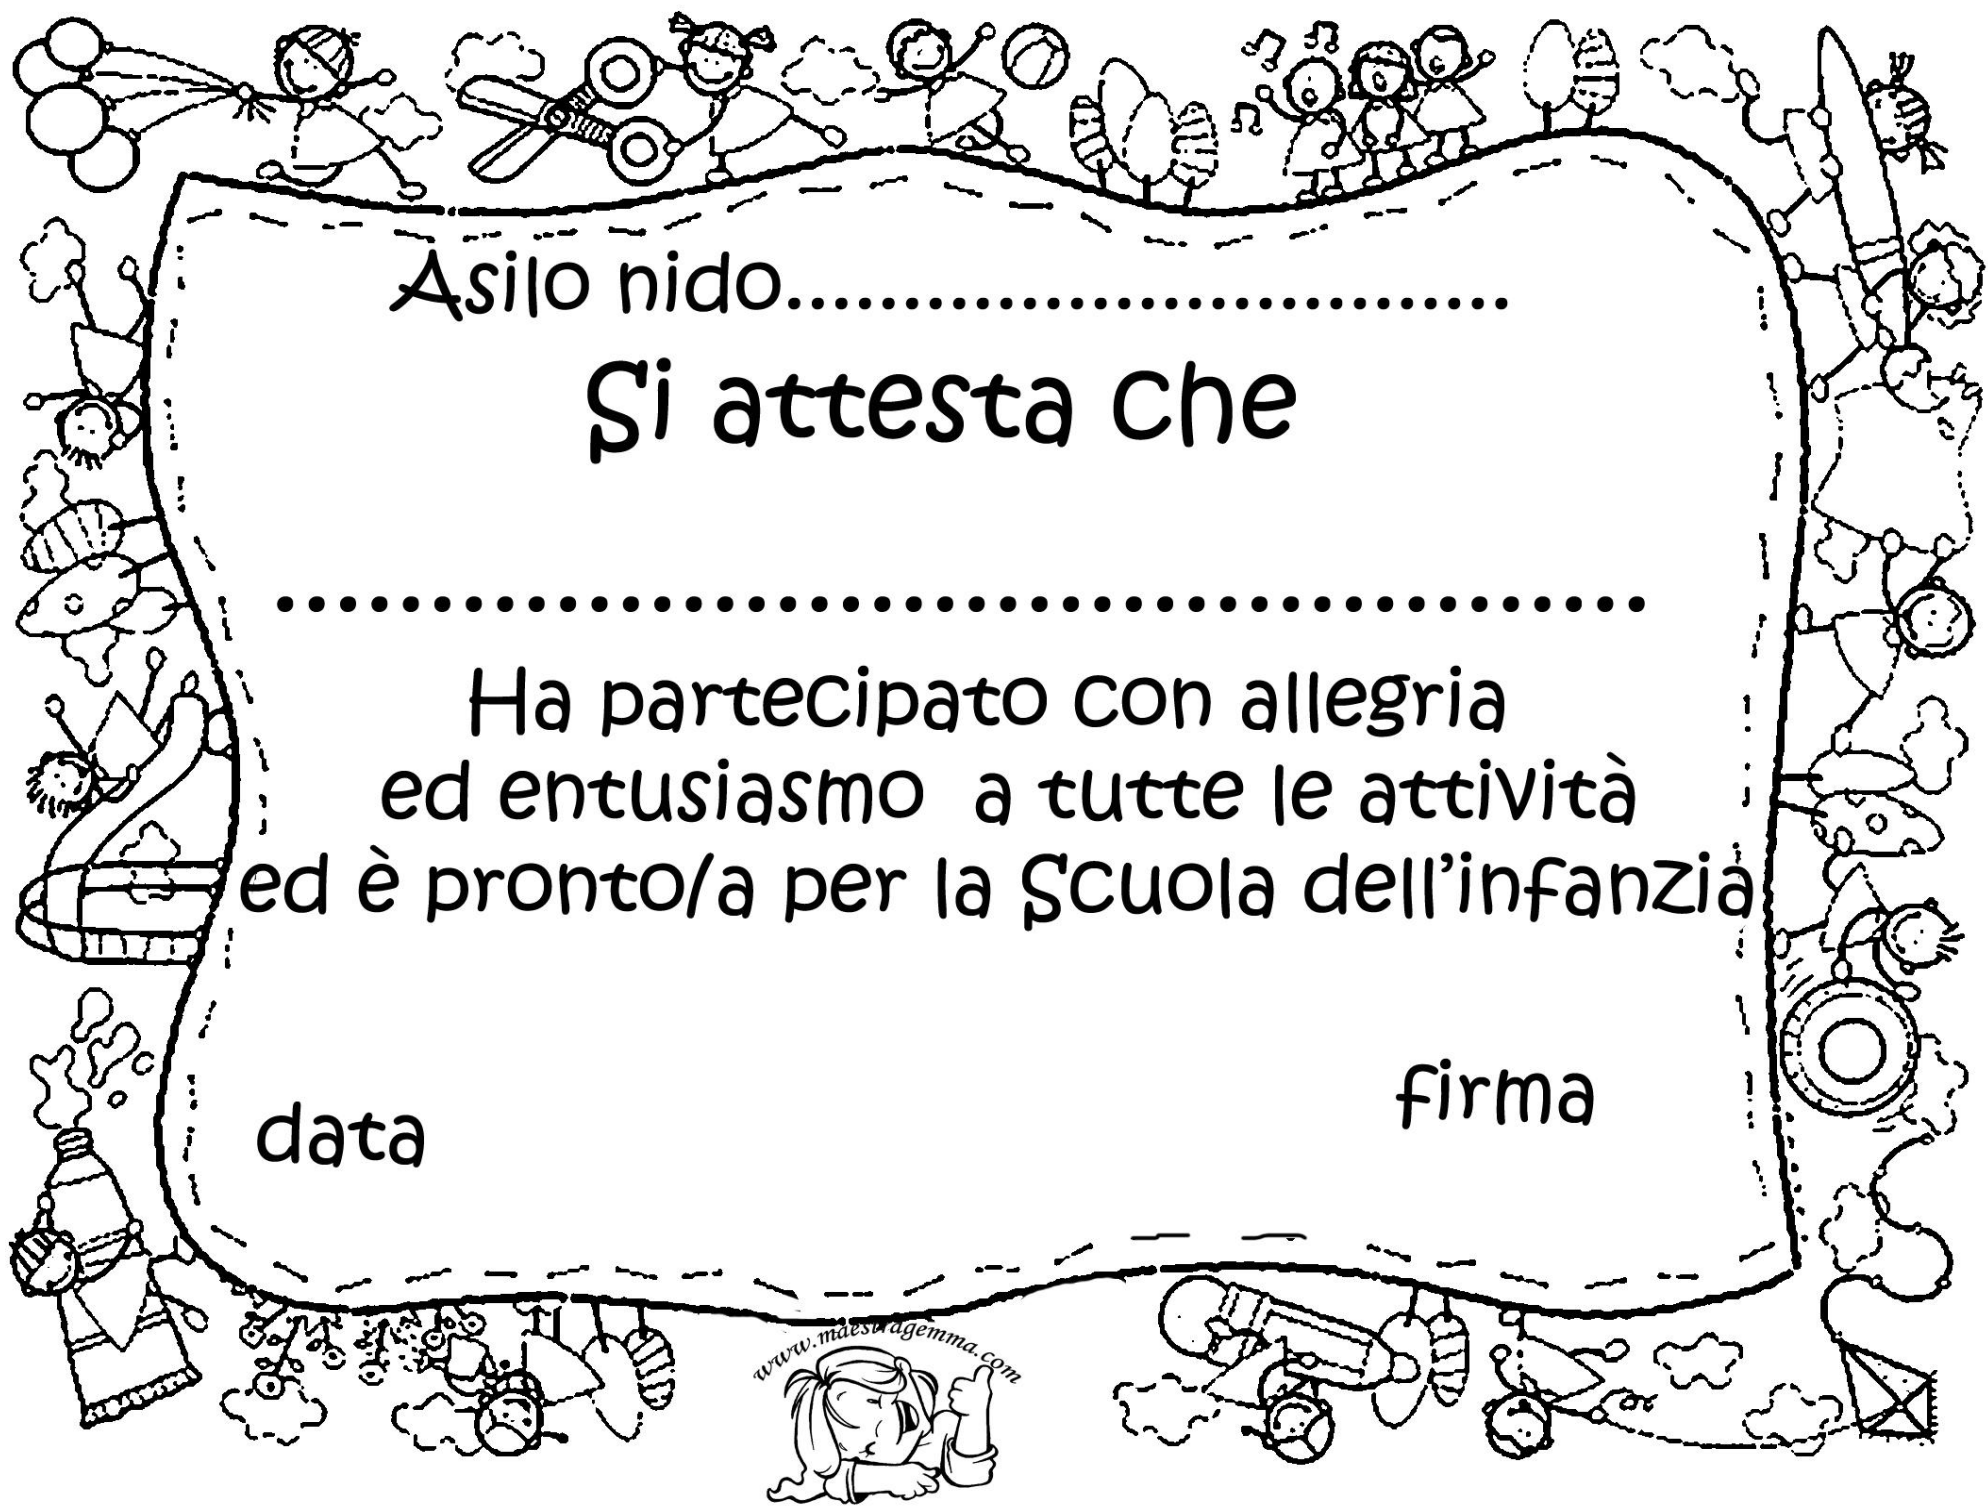 Asilo nido...............................
Si attesta che
............................................
Ha partecipato con allegria
ed entusiasmo a tutte le attività
ed è pronto/a per la Scuola dell'infanzia
firma
data
www.maestragemma.com